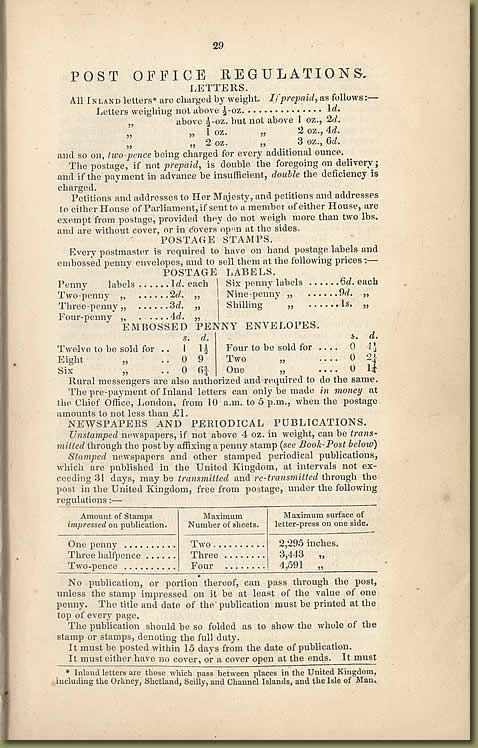 29
POST OFFICE REGULATIONS.
LETTERS.
All INLAND letters* are charged by weight. If prepaid, as follows:—
Letters weighing not above ½-oz. .............. 1d.
„ above ½-oz. but not above 1 oz., 2d.
„ „ 1 oz. „ 2 oz., 4d.
„ „ 2 oz. „ 3 oz., 6d.
and so on, two-pence being charged for every additional ounce.
The postage, if not prepaid, is double the foregoing on delivery;
and if the payment in advance be insufficient, double the deficiency is
charged.
Petitions and addresses to Her Majesty, and petitions and addresses
to either House of Parliament, if sent to a member of either House, are
exempt from postage, provided they do not weigh more than two lbs.
and are without cover, or in covers open at the sides.
POSTAGE STAMPS.
Every postmaster is required to have on hand postage labels and
embossed penny envelopes, and to sell them at the following prices:—
POSTAGE LABELS.
Penny labels ...... 1d. each | Six penny labels ...... 6d. each
Two-penny „ ...... 2d. „ | Nine-penny „ ...... 9d. „
Three-penny „ ...... 3d. „ | Shilling „ ...... 1s. „
Four-penny „ ...... 4d. „
EMBOSSED PENNY ENVELOPES.
s. d. s. d.
Twelve to be sold for .. 1 1½ Four to be sold for .... 0 4½
Eight „ .. 0 9 Two „ .... 0 2¼
Six „ .. 0 6¾ One „ .... 0 1¼
Rural messengers are also authorized and required to do the same.
The pre-payment of Inland letters can only be made in money at
the Chief Office, London, from 10 a.m. to 5 p.m., when the postage
amounts to not less than £1.
NEWSPAPERS AND PERIODICAL PUBLICATIONS.
Unstamped newspapers, if not above 4 oz. in weight, can be trans-
mitted through the post by affixing a penny stamp (see Book-Post below)
Stamped newspapers and other stamped periodical publications,
which are published in the United Kingdom, at intervals not ex-
ceeding 31 days, may be transmitted and re-transmitted through the
post in the United Kingdom, free from postage, under the following
regulations:—
Amount of Stamps | Maximum | Maximum surface of
impressed on publication. | Number of sheets. | letter-press on one side.
One penny .......... | Two .......... | 2,295 inches.
Three halfpence ...... | Three ........ | 3,443 „
Two-pence .......... | Four ........ | 4,591 „
No publication, or portion thereof, can pass through the post,
unless the stamp impressed on it be at least of the value of one
penny. The title and date of the publication must be printed at the
top of every page.
The publication should be so folded as to show the whole of the
stamp or stamps, denoting the full duty.
It must be posted within 15 days from the date of publication.
It must either have no cover, or a cover open at the ends. It must
* Inland letters are those which pass between places in the United Kingdom,
including the Orkney, Shetland, Scilly, and Channel Islands, and the Isle of Man.